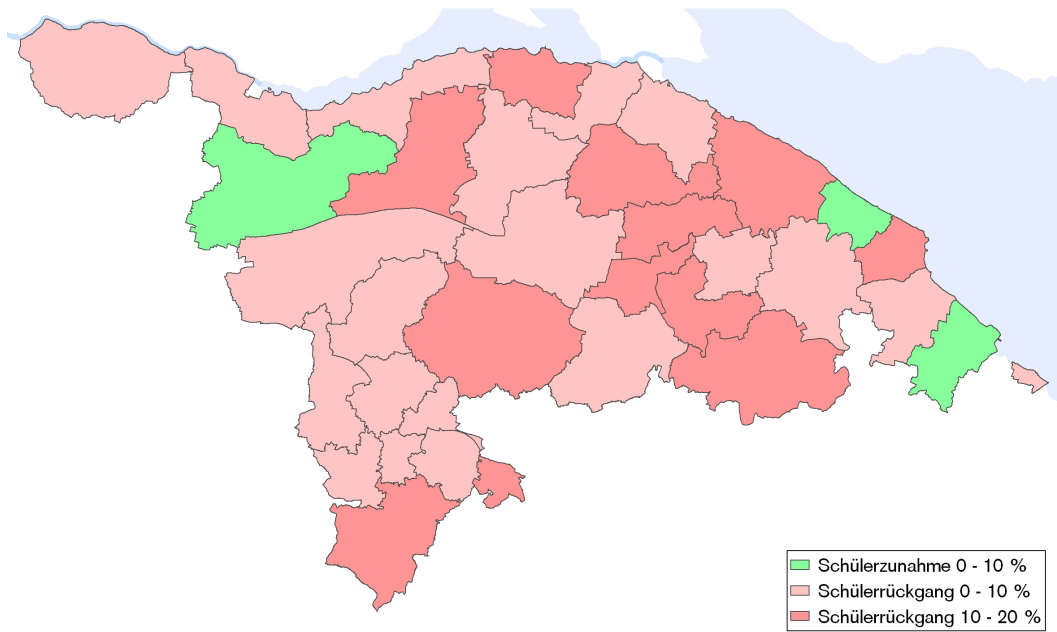 Schülerzunahme 0 - 10 %
Schülerrückgang 0 - 10 %
Schülerrückgang 10 - 20 %